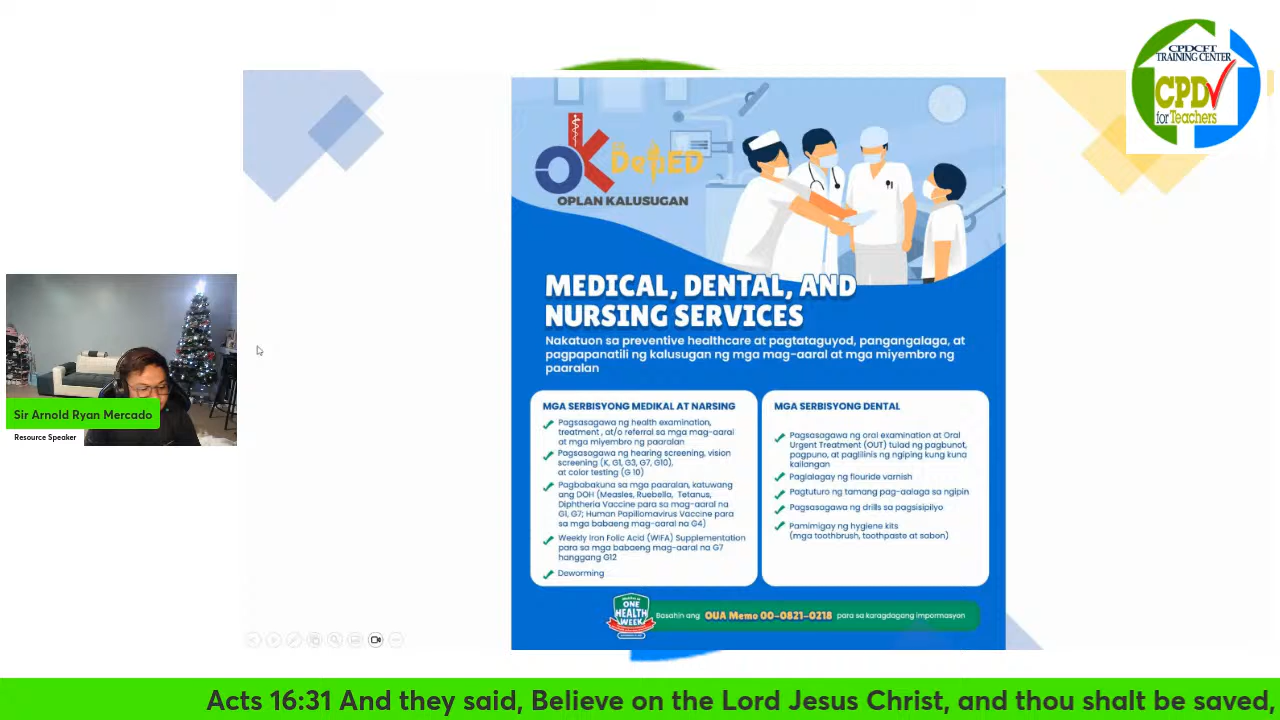 CPDCFT
TRAINING CENTER
CPD
for Teachers
OK
sa
DepED
OPLAN KALUSUGAN
MEDICAL, DENTAL, AND
NURSING SERVICES
Nakatuon sa preventive healthcare at pagtataguyod, pangangalaga, at
pagpapanatili ng kalusugan ng mga mag-aaral at mga miyembro ng
paaralan
MGA SERBISYONG MEDIKAL AT NARSING
Pagsasagawa ng health examination,
treatment , at/o referral sa mga mag-aaral
at mga miyembro ng paaralan
Pagsasagawa ng hearing screening, vision
screening (K, G1, G3, G7, G10),
at color testing (G 10)
Pagbabakuna sa mga paaralan, katuwang
ang DOH (Measles, Ruebella, Tetanus,
Diphtheria Vaccine para sa mag-aaral na
G1, G7; Human Papillomavirus Vaccine para
sa mga babaeng mag-aaral na G4)
Weekly Iron Folic Acid (WIFA) Supplementation
para sa mga babaeng mag-aaral na G7
hanggang G12
Deworming
MGA SERBISYONG DENTAL
Pagsasagawa ng oral examination at Oral
Urgent Treatment (OUT) tulad ng pagbunot,
pagpuno, at paglilinis ng ngiping kung kuna
kailangan
Paglalagay ng flouride varnish
Pagtuturo ng tamang pag-aalaga sa ngipin
Pagsasagawa ng drills sa pagsisipilyo
Pamimigay ng hygiene kits
(mga toothbrush, toothpaste at sabon)
ONE
HEALTH
WEEK
Basahin ang OUA Memo 00-0821-0218 para sa karagdagang impormasyon
Sir Arnold Ryan Mercado
Resource Speaker
Acts 16:31 And they said, Believe on the Lord Jesus Christ, and thou shalt be saved,